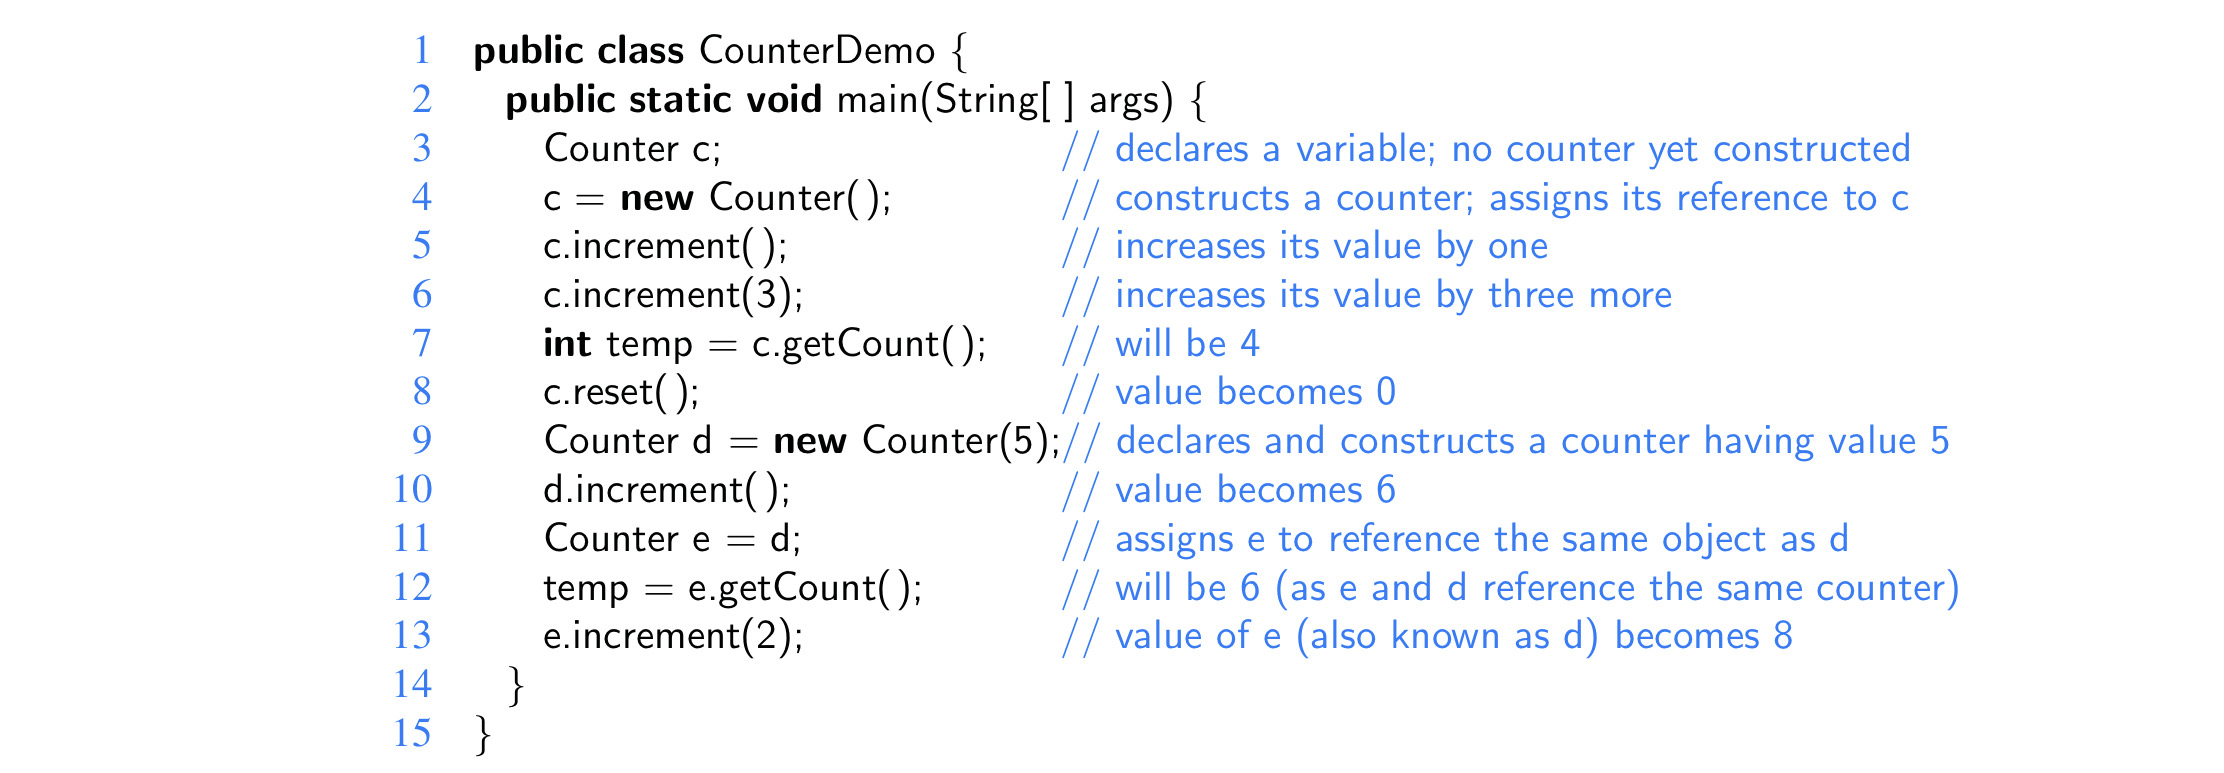 1 public class CounterDemo {
2 public static void main(String[ ] args) {
3 Counter c; // declares a variable; no counter yet constructed
4 c = new Counter( ); // constructs a counter; assigns its reference to c
5 c.increment( ); // increases its value by one
6 c.increment(3); // increases its value by three more
7 int temp = c.getCount( ); // will be 4
8 c.reset( ); // value becomes 0
9 Counter d = new Counter(5);// declares and constructs a counter having value 5
10 d.increment( ); // value becomes 6
11 Counter e = d; // assigns e to reference the same object as d
12 temp = e.getCount( ); // will be 6 (as e and d reference the same counter)
13 e.increment(2); // value of e (also known as d) becomes 8
14 }
15 }